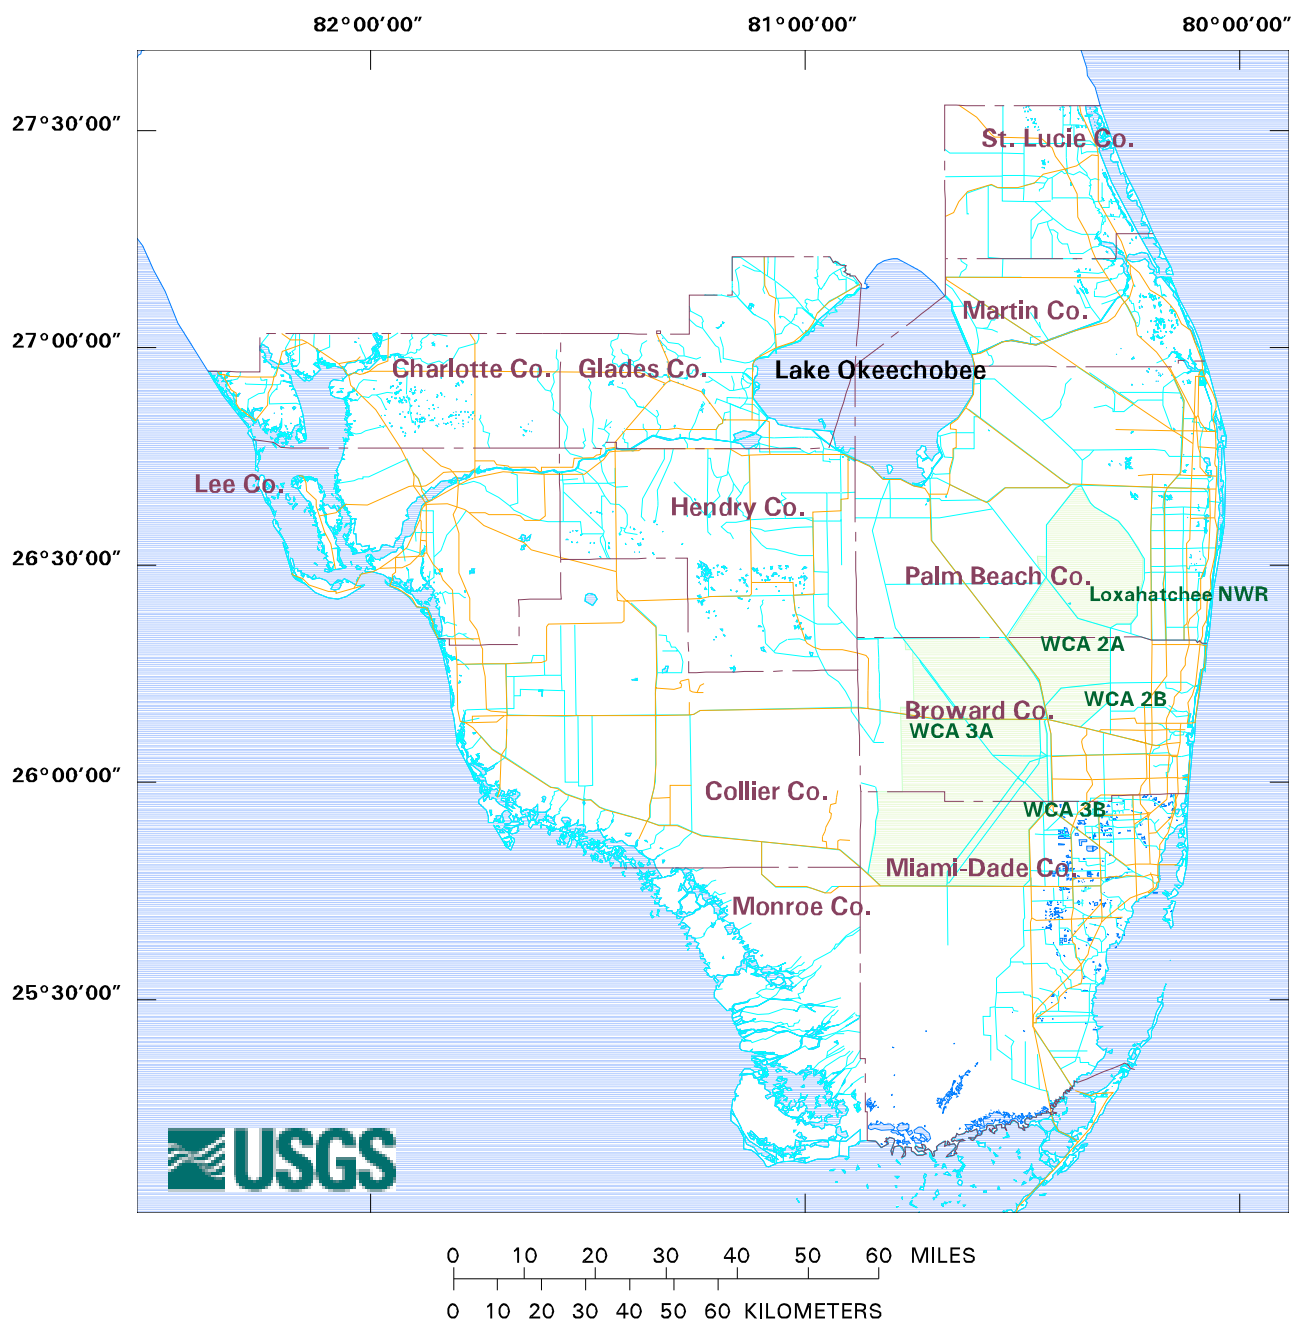 82°00'00" 81°00'00" 80°00'00"
27°30'00"
St. Lucie Co.
Martin Co.
27°00'00"
Charlotte Co. Glades Co. Lake Okeechobee
Lee Co.
Hendry Co.
26°30'00"
Palm Beach Co.
Loxahatchee NWR
WCA 2A
WCA 2B
Broward Co.
WCA 3A
26°00'00"
Collier Co.
WCA 3B
Miami-Dade Co.
Monroe Co.
25°30'00"
USGS
0 10 20 30 40 50 60 MILES
0 10 20 30 40 50 60 KILOMETERS